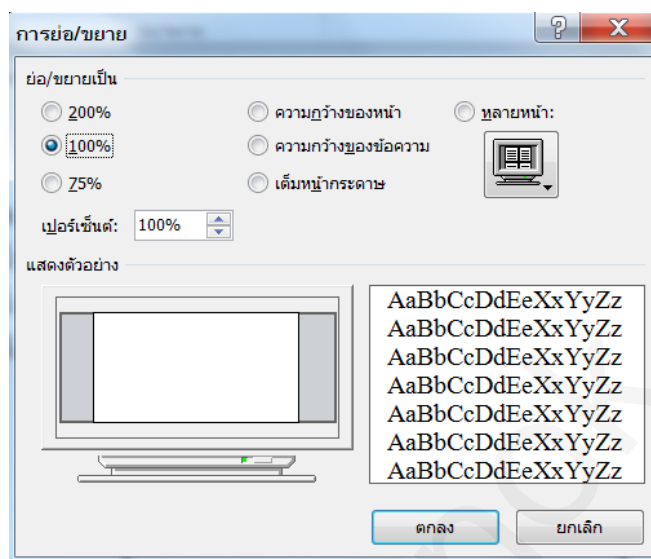 การย่อ/ขยาย
ย่อ/ขยายเป็น
200% ความกว้างของหน้า หลายหน้า:
100% ความกว้างของข้อความ
75% เต็มหน้ากระดาษ
เปอร์เซ็นต์: 100%
แสดงตัวอย่าง
AaBbCcDdEeXxYyZz
AaBbCcDdEeXxYyZz
AaBbCcDdEeXxYyZz
AaBbCcDdEeXxYyZz
AaBbCcDdEeXxYyZz
AaBbCcDdEeXxYyZz
AaBbCcDdEeXxYyZz
ตกลง ยกเลิก